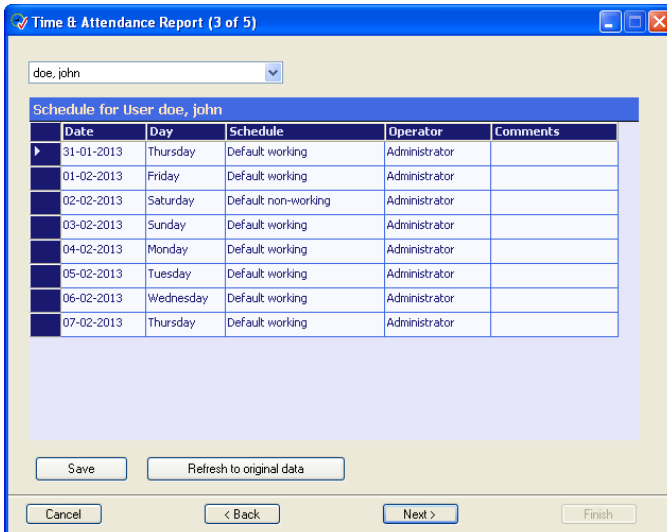 Time & Attendance Report (3 of 5)
doe, john
Schedule for User doe, john
Date Day Schedule Operator Comments
31-01-2013 Thursday Default working Administrator
01-02-2013 Friday Default working Administrator
02-02-2013 Saturday Default non-working Administrator
03-02-2013 Sunday Default working Administrator
04-02-2013 Monday Default working Administrator
05-02-2013 Tuesday Default working Administrator
06-02-2013 Wednesday Default working Administrator
07-02-2013 Thursday Default working Administrator
Save Refresh to original data
Cancel < Back Next > Finish